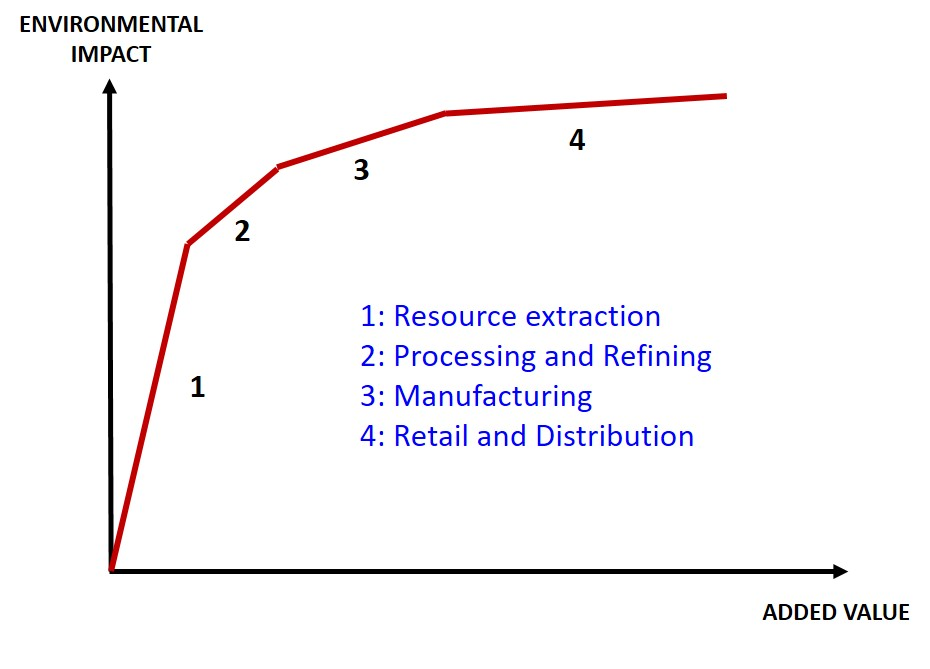 ENVIRONMENTAL
IMPACT
4
3
2
1: Resource extraction
2: Processing and Refining
1
3: Manufacturing
4: Retail and Distribution
ADDED VALUE